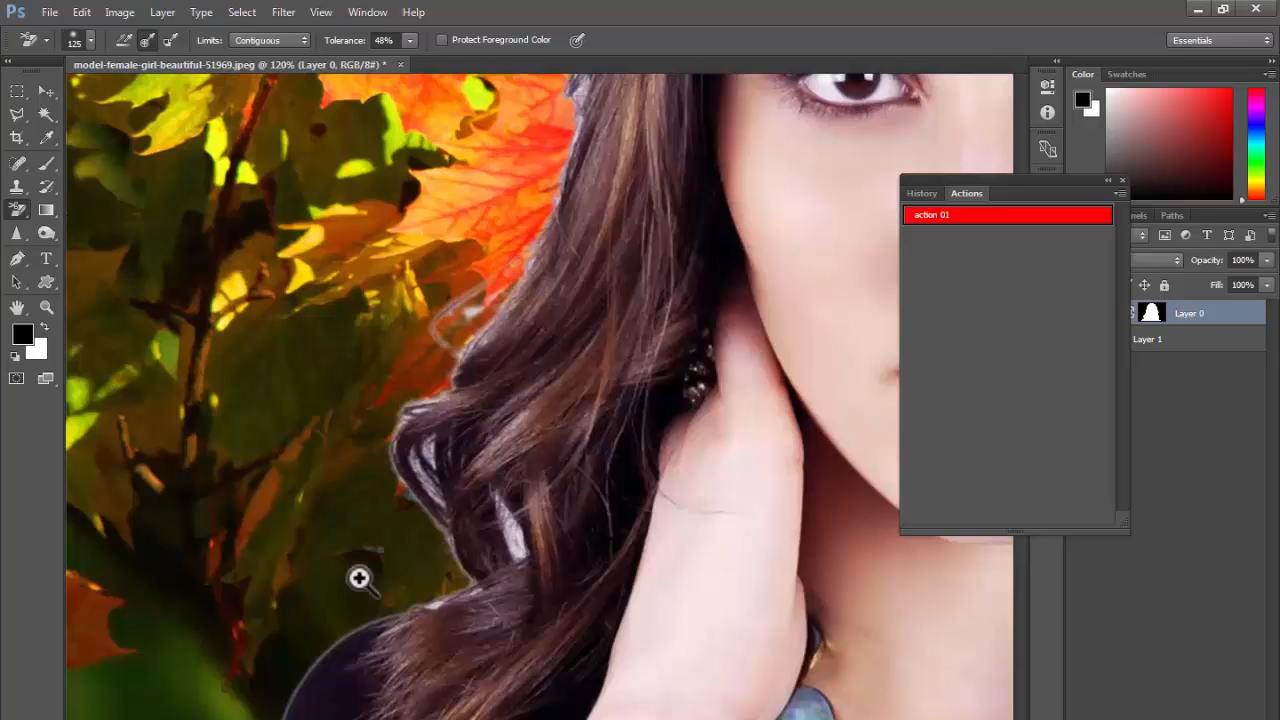 Ps File Edit Image Layer Type Select Filter View Window Help
125 Limits: Contiguous Tolerance: 48% Protect Foreground Color Essentials
model-female-girl-beautiful-51969.jpeg @ 120% (Layer 0, RGB/8#) * ×
Color Swatches
History Actions
action 01
nels Paths
Opacity: 100%
Fill: 100%
Layer 0
Layer 1